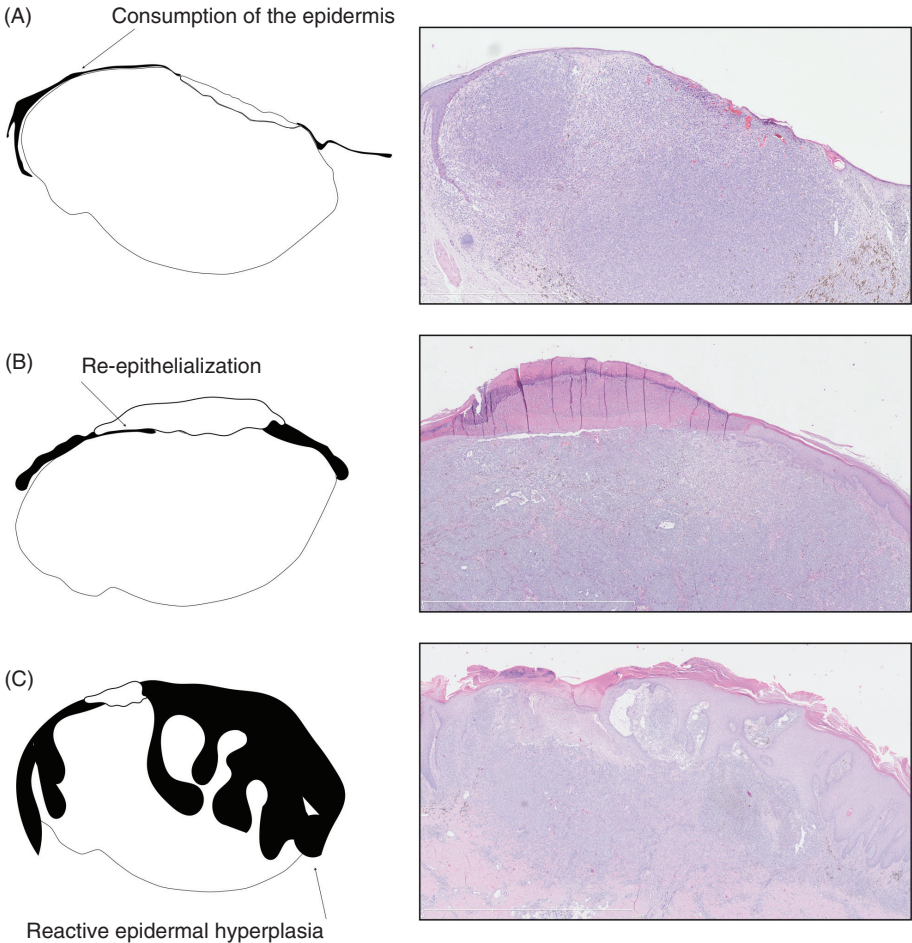 (A)
Consumption of the epidermis
(B)
Re-epithelialization
(C)
Reactive epidermal hyperplasia